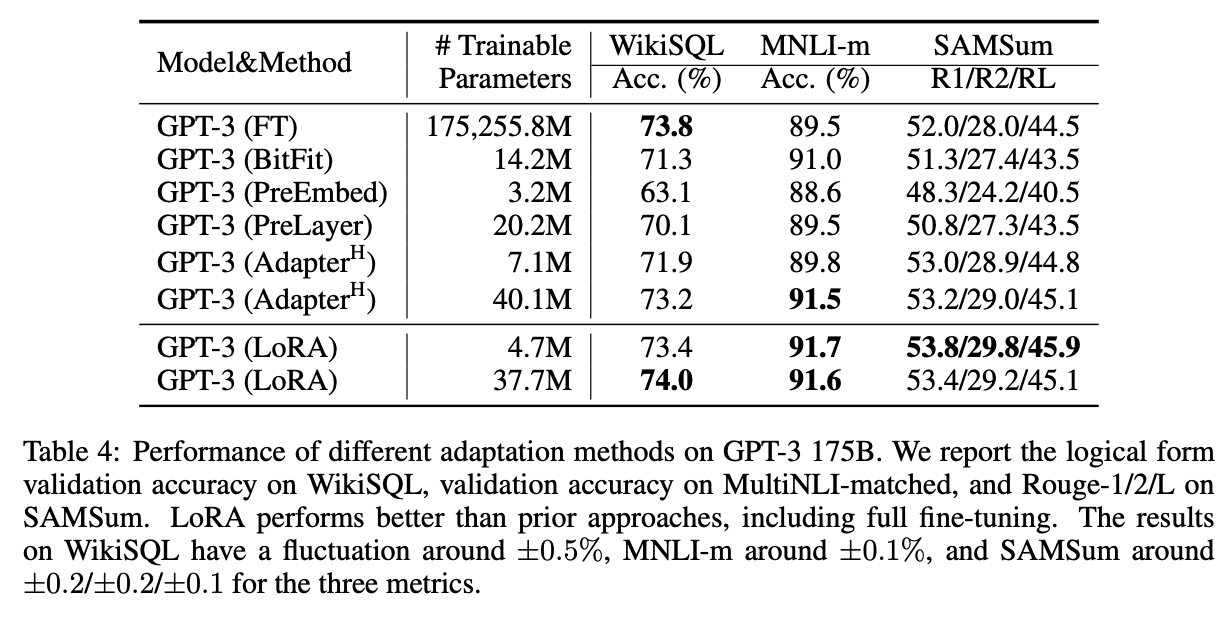 Model&Method # Trainable Parameters WikiSQL MNLI-m SAMSum
Acc. (%) Acc. (%) R1/R2/RL
GPT-3 (FT) 175,255.8M 73.8 89.5 52.0/28.0/44.5
GPT-3 (BitFit) 14.2M 71.3 91.0 51.3/27.4/43.5
GPT-3 (PreEmbed) 3.2M 63.1 88.6 48.3/24.2/40.5
GPT-3 (PreLayer) 20.2M 70.1 89.5 50.8/27.3/43.5
GPT-3 (Adapterᴴ) 7.1M 71.9 89.8 53.0/28.9/44.8
GPT-3 (Adapterᴴ) 40.1M 73.2 91.5 53.2/29.0/45.1
GPT-3 (LoRA) 4.7M 73.4 91.7 53.8/29.8/45.9
GPT-3 (LoRA) 37.7M 74.0 91.6 53.4/29.2/45.1
Table 4: Performance of different adaptation methods on GPT-3 175B. We report the logical form
validation accuracy on WikiSQL, validation accuracy on MultiNLI-matched, and Rouge-1/2/L on
SAMSum. LoRA performs better than prior approaches, including full fine-tuning. The results
on WikiSQL have a fluctuation around ±0.5%, MNLI-m around ±0.1%, and SAMSum around
±0.2/±0.2/±0.1 for the three metrics.